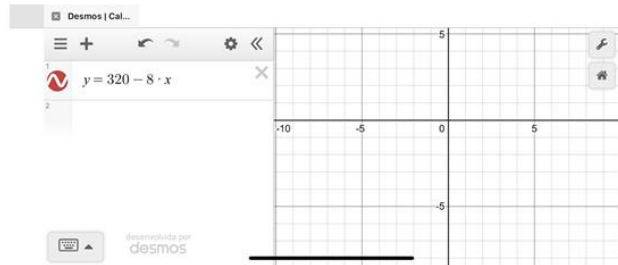 Desmos | Cal...
1
y = 320 − 8 · x
2
desenvolvida por
desmos
5
-10 -5 0 5
-5